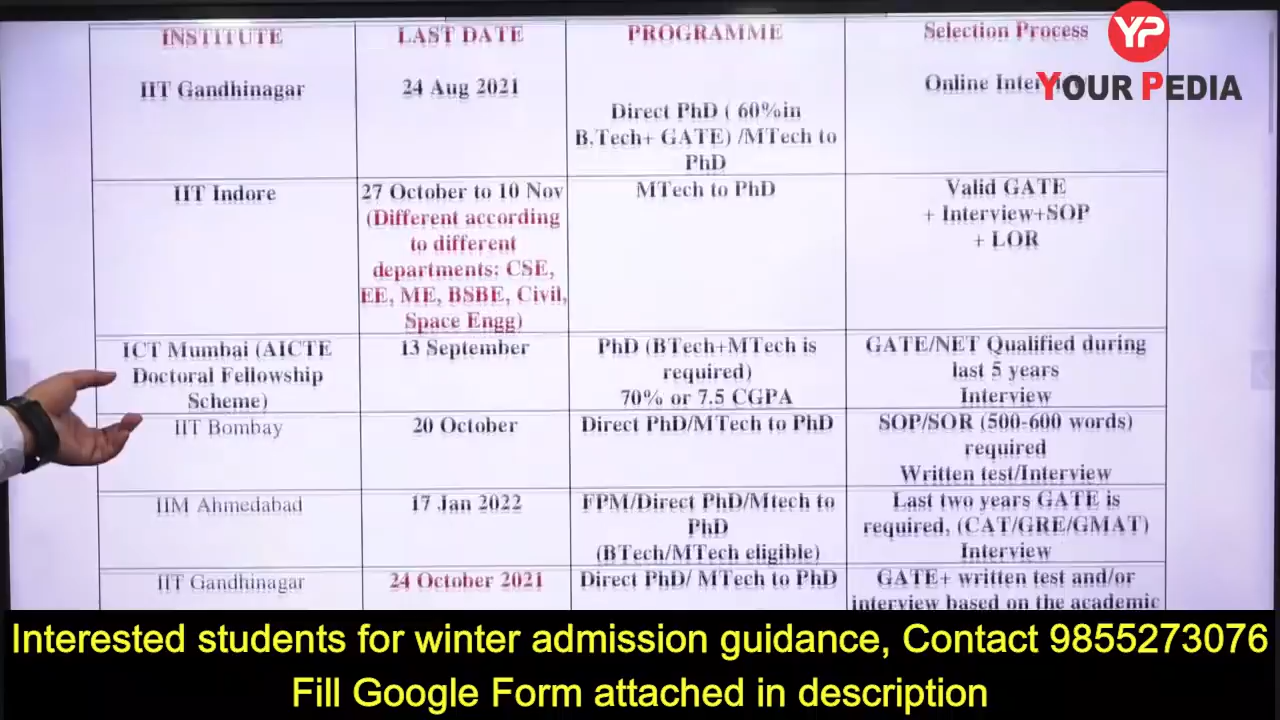 INSTITUTE LAST DATE PROGRAMME Selection Process
YP
YOUR PEDIA
IIT Gandhinagar
24 Aug 2021
Direct PhD ( 60%in
B.Tech+ GATE) /MTech to
PhD
Online
IIT Indore
27 October to 10 Nov
(Different according
to different
departments: CSE,
EE, ME, BSBE, Civil,
Space Engg)
MTech to PhD
Valid GATE
+ Interview+SOP
+ LOR
ICT Mumbai (AICTE
Doctoral Fellowship
Scheme)
13 September
PhD (BTech+MTech is
required)
70% or 7.5 CGPA
GATE/NET Qualified during
last 5 years
Interview
IIT Bombay
20 October
Direct PhD/MTech to PhD
SOP/SOR (500-600 words)
required
Written test/Interview
IIM Ahmedabad
17 Jan 2022
FPM/Direct PhD/Mtech to
PhD
(BTech/MTech eligible)
Last two years GATE is
required, (CAT/GRE/GMAT)
Interview
IIT Gandhinagar
24 October 2021
Direct PhD/ MTech to PhD
GATE+ written test and/or
interview based on the academic
Interested students for winter admission guidance, Contact 9855273076
Fill Google Form attached in description